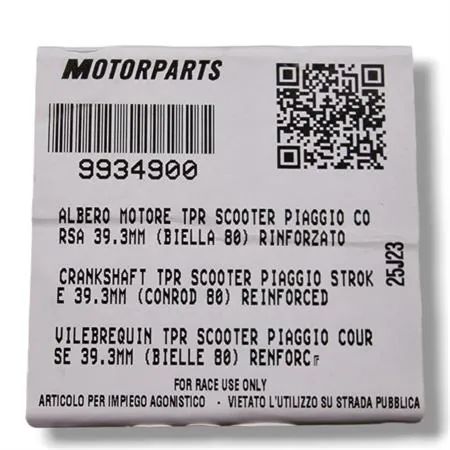 MOTORPARTS
9934900
ALBERO MOTORE TPR SCOOTER PIAGGIO CO
RSA 39.3MM (BIELLA 80) RINFORZATO
CRANKSHAFT TPR SCOOTER PIAGGIO STROK
E 39.3MM (CONROD 80) REINFORCED
VILEBREQUIN TPR SCOOTER PIAGGIO COUR
SE 39.3MM (BIELLE 80) RENFORC
25J23
FOR RACE USE ONLY
ARTICOLO PER IMPIEGO AGONISTICO - VIETATO L'UTILIZZO SU STRADA PUBBLICA